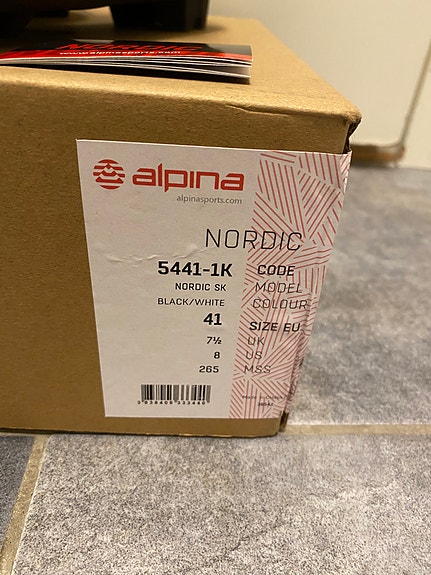 NORDIC
www.alpinasports.com
alpina
alpinasports.com
NORDIC
5441-1K CODE
NORDIC SK MODEL
BLACK/WHITE COLOUR
41 SIZE EU
7½ UK
8 US
265 MSS